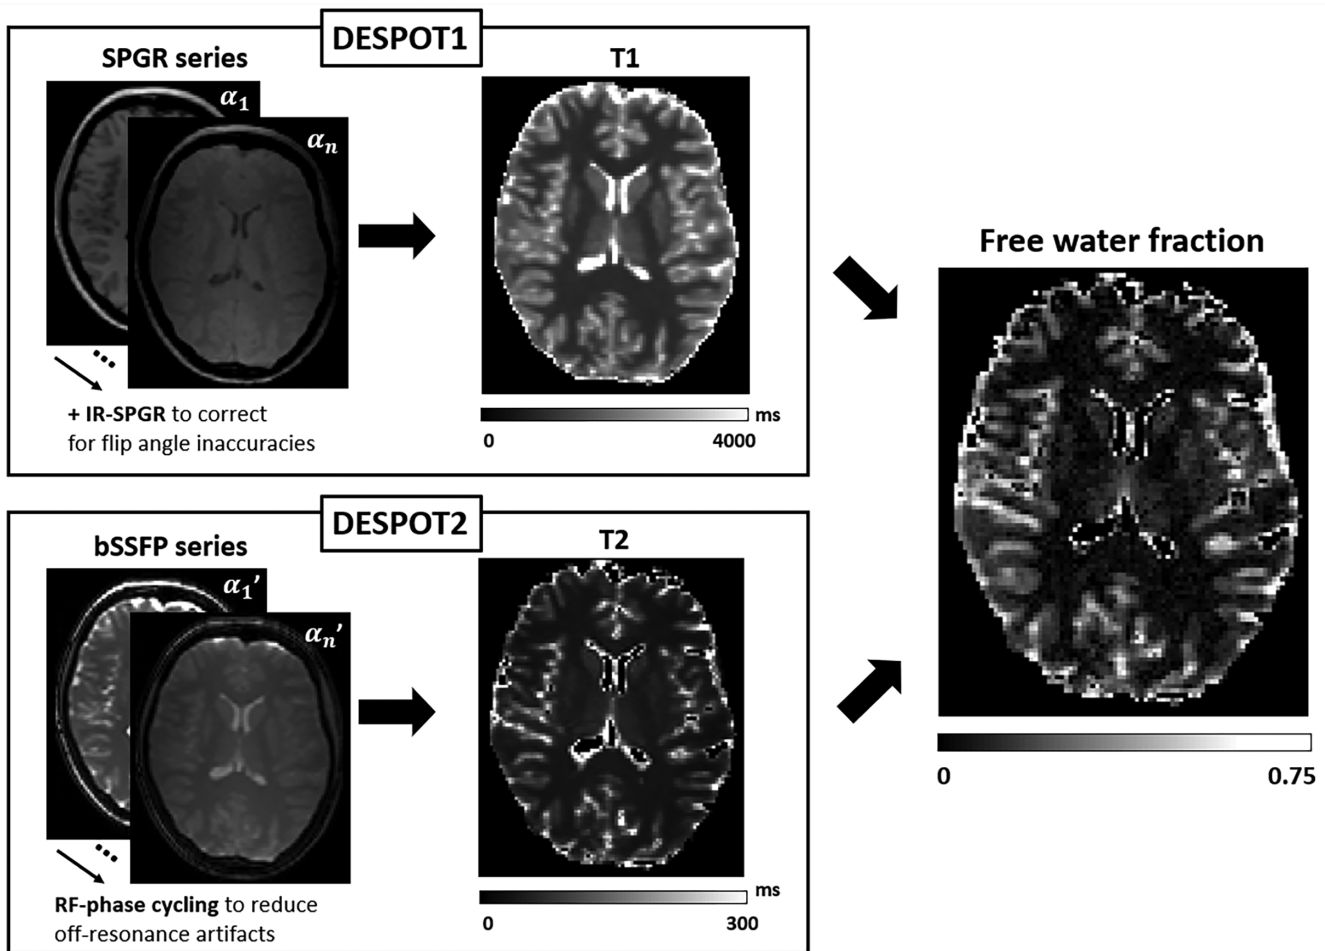 DESPOT1
SPGR series
T1
α₁
αₙ
+ IR-SPGR to correct
for flip angle inaccuracies
ms
0
4000
DESPOT2
bSSFP series
T2
α₁’
αₙ’
RF-phase cycling to reduce
off-resonance artifacts
ms
0
300
Free water fraction
0
0.75